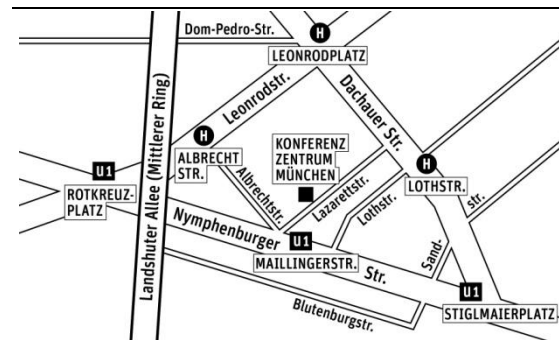 Dom-Pedro-Str.
H
LEONRODPLATZ
Landshuter Allee (Mittlerer Ring)
Leonrodstr.
Dachauer Str.
H
ALBRECHT
STR.
KONFERENZ
ZENTRUM
MÜNCHEN
H
LOTHSTR.
U1
ROTKREUZ-
PLATZ
Albrechtstr.
Lazarettstr.
Lothstr.
Sand-
str.
Nymphenburger
Str.
U1
MAILLINGERSTR.
Blutenburgstr.
U1
STIGLMAIERPLATZ